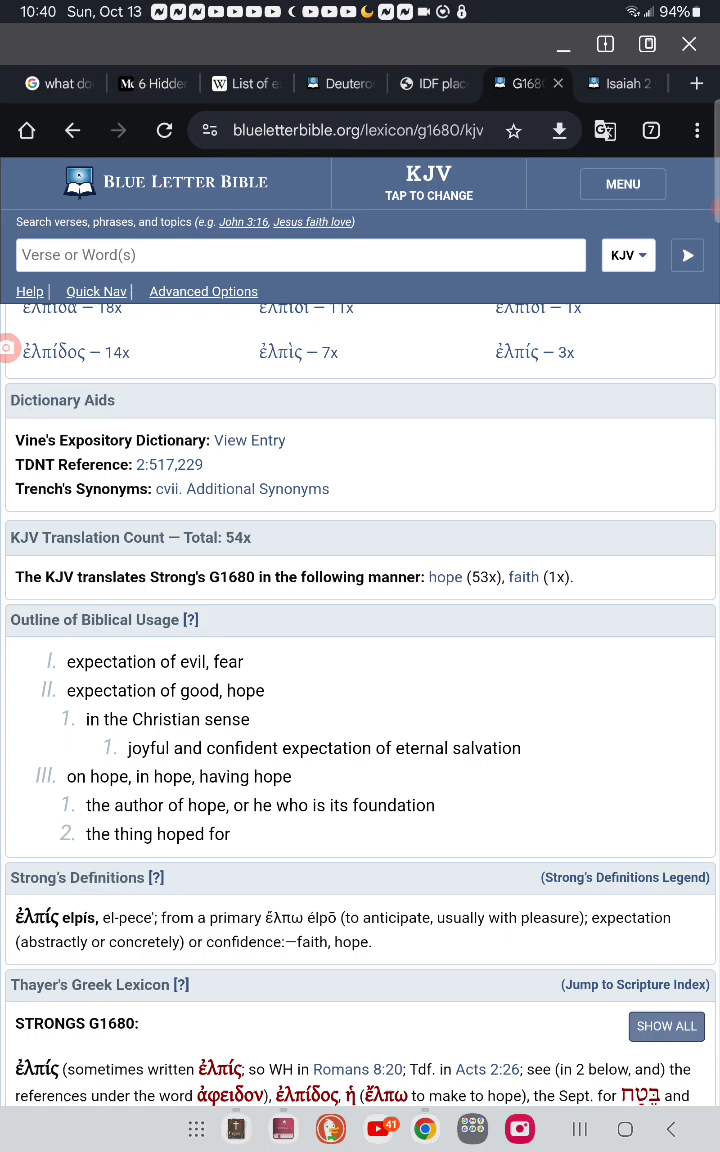 10:40 Sun, Oct 13
94%
what do
6 Hidder
List of e
Deutero
IDF plac
G168
Isaiah 2
blueletterbible.org/lexicon/g1680/kjv
7
BLUE LETTER BIBLE
KJV
TAP TO CHANGE
MENU
Search verses, phrases, and topics (e.g. John 3:16, Jesus faith love)
Verse or Word(s)
KJV
Help | Quick Nav | Advanced Options
ἐλπίδα — 18x ἐλπίδι — 11x ἐλπίδι — 1x
ἐλπίδος — 14x ἐλπὶς — 7x ἐλπίς — 3x
Dictionary Aids
Vine's Expository Dictionary: View Entry
TDNT Reference: 2:517,229
Trench's Synonyms: cvii. Additional Synonyms
KJV Translation Count — Total: 54x
The KJV translates Strong's G1680 in the following manner: hope (53x), faith (1x).
Outline of Biblical Usage [?]
I. expectation of evil, fear
II. expectation of good, hope
1. in the Christian sense
1. joyful and confident expectation of eternal salvation
III. on hope, in hope, having hope
1. the author of hope, or he who is its foundation
2. the thing hoped for
Strong's Definitions [?] (Strong's Definitions Legend)
ἐλπίς elpís, el-pece'; from a primary ἔλπω élpō (to anticipate, usually with pleasure); expectation
(abstractly or concretely) or confidence:—faith, hope.
Thayer's Greek Lexicon [?] (Jump to Scripture Index)
STRONGS G1680:
SHOW ALL
ἐλπίς (sometimes written ἑλπίς; so WH in Romans 8:20; Tdf. in Acts 2:26; see (in 2 below, and) the
references under the word ἀφειδον), ἐλπίδος, ἡ (ἔλπω to make to hope), the Sept. for בֶּטַח and
41